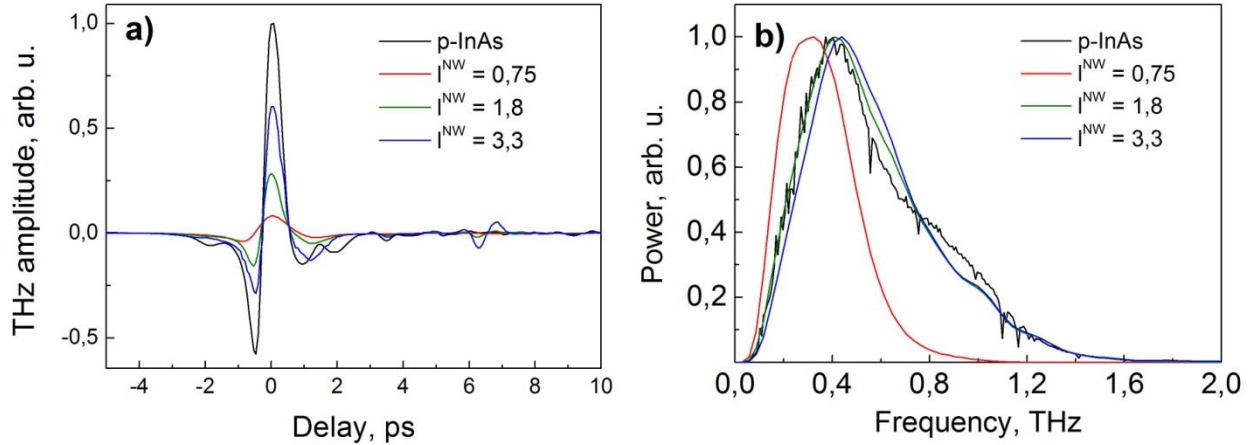 a)
THz amplitude, arb. u.
1,0
0,5
0,0
-0,5
p-InAs
I^NW = 0,75
I^NW = 1,8
I^NW = 3,3
-4 -2 0 2 4 6 8 10
Delay, ps
b)
Power, arb. u.
1,0
0,8
0,6
0,4
0,2
p-InAs
I^NW = 0,75
I^NW = 1,8
I^NW = 3,3
0,0 0,4 0,8 1,2 1,6 2,0
Frequency, THz